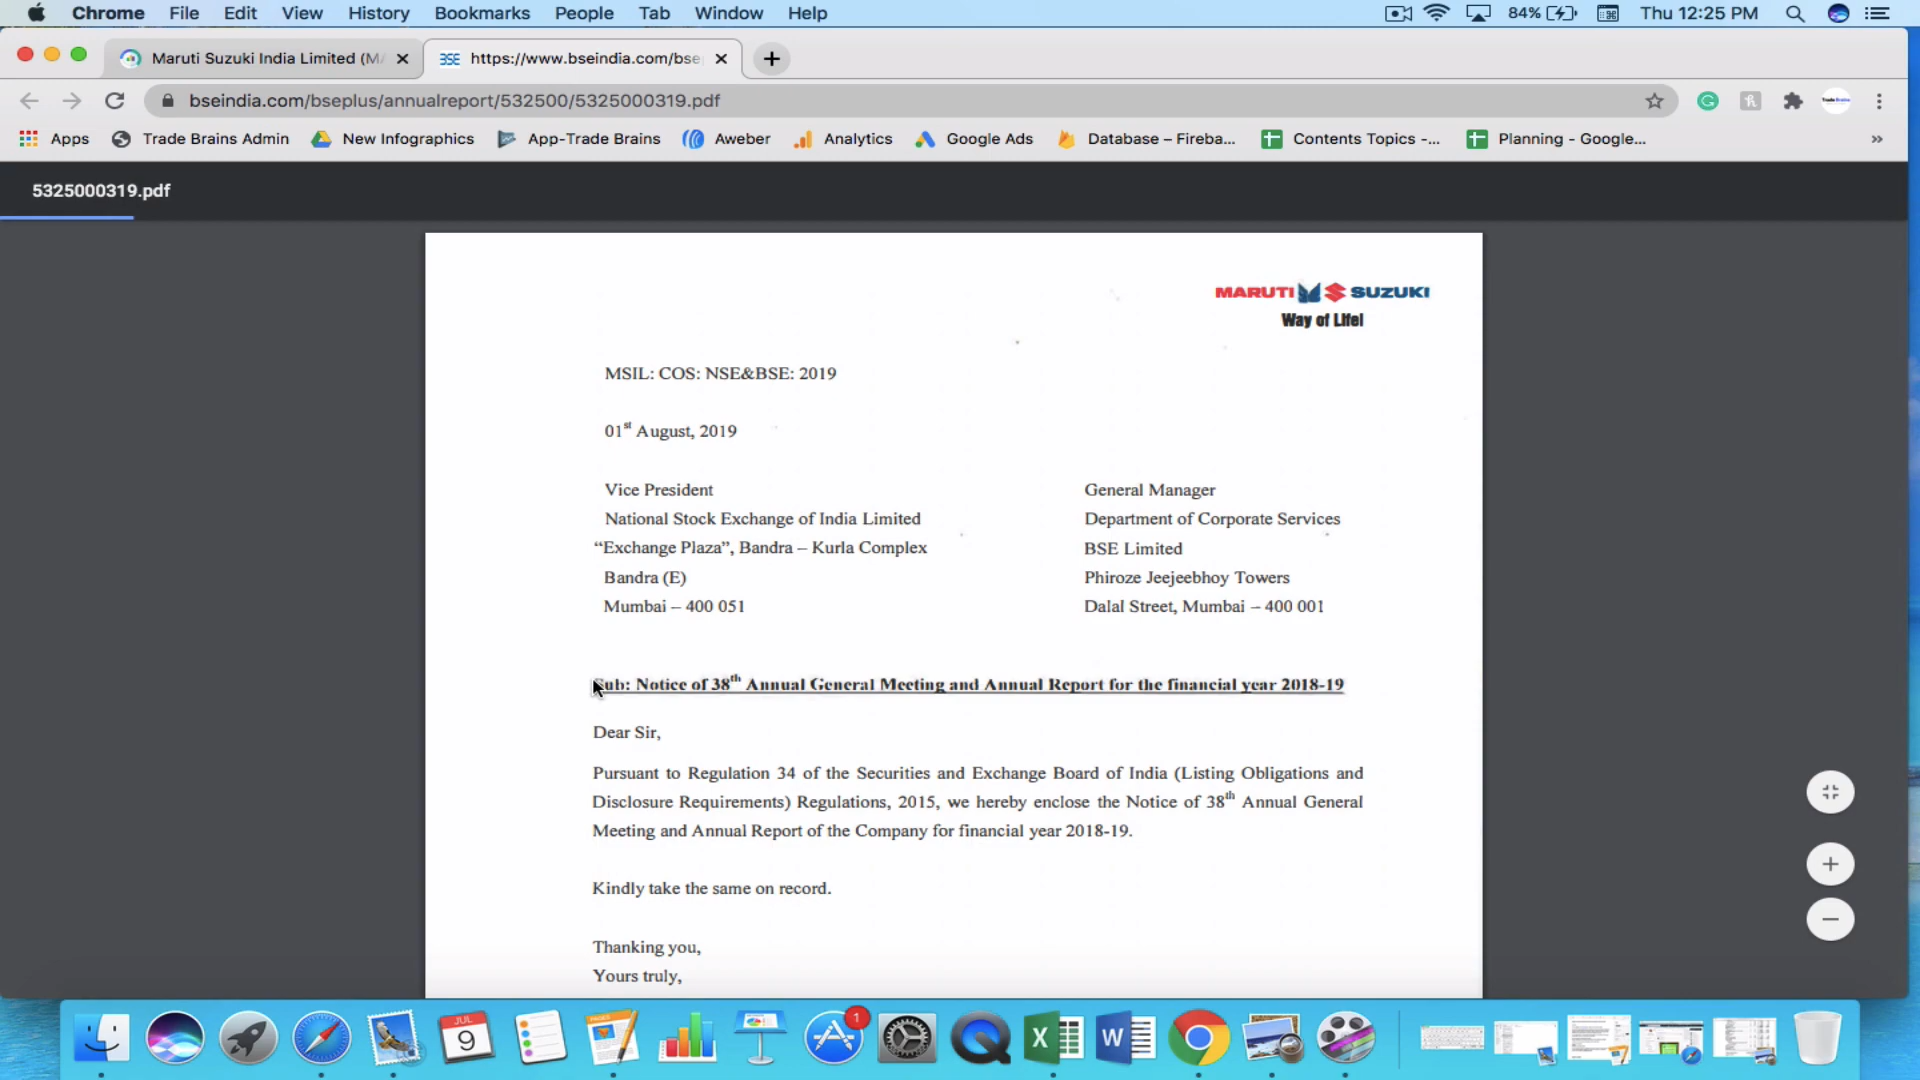 Chrome File Edit View History Bookmarks People Tab Window Help 84% Thu 12:25 PM
Maruti Suzuki India Limited (M
https://www.bseindia.com/bse
bseindia.com/bseplus/annualreport/532500/5325000319.pdf
Apps Trade Brains Admin New Infographics App-Trade Brains Aweber Analytics Google Ads Database – Fireba... Contents Topics -... Planning - Google... »
5325000319.pdf
MARUTI SUZUKI
Way of Life!
MSIL: COS: NSE&BSE: 2019
01st August, 2019
Vice President
National Stock Exchange of India Limited
“Exchange Plaza”, Bandra – Kurla Complex
Bandra (E)
Mumbai – 400 051
General Manager
Department of Corporate Services
BSE Limited
Phiroze Jeejeebhoy Towers
Dalal Street, Mumbai – 400 001
Sub: Notice of 38th Annual General Meeting and Annual Report for the financial year 2018-19
Dear Sir,
Pursuant to Regulation 34 of the Securities and Exchange Board of India (Listing Obligations and
Disclosure Requirements) Regulations, 2015, we hereby enclose the Notice of 38th Annual General
Meeting and Annual Report of the Company for financial year 2018-19.
Kindly take the same on record.
Thanking you,
Yours truly,
JUL
9
PAGES
1
X
W